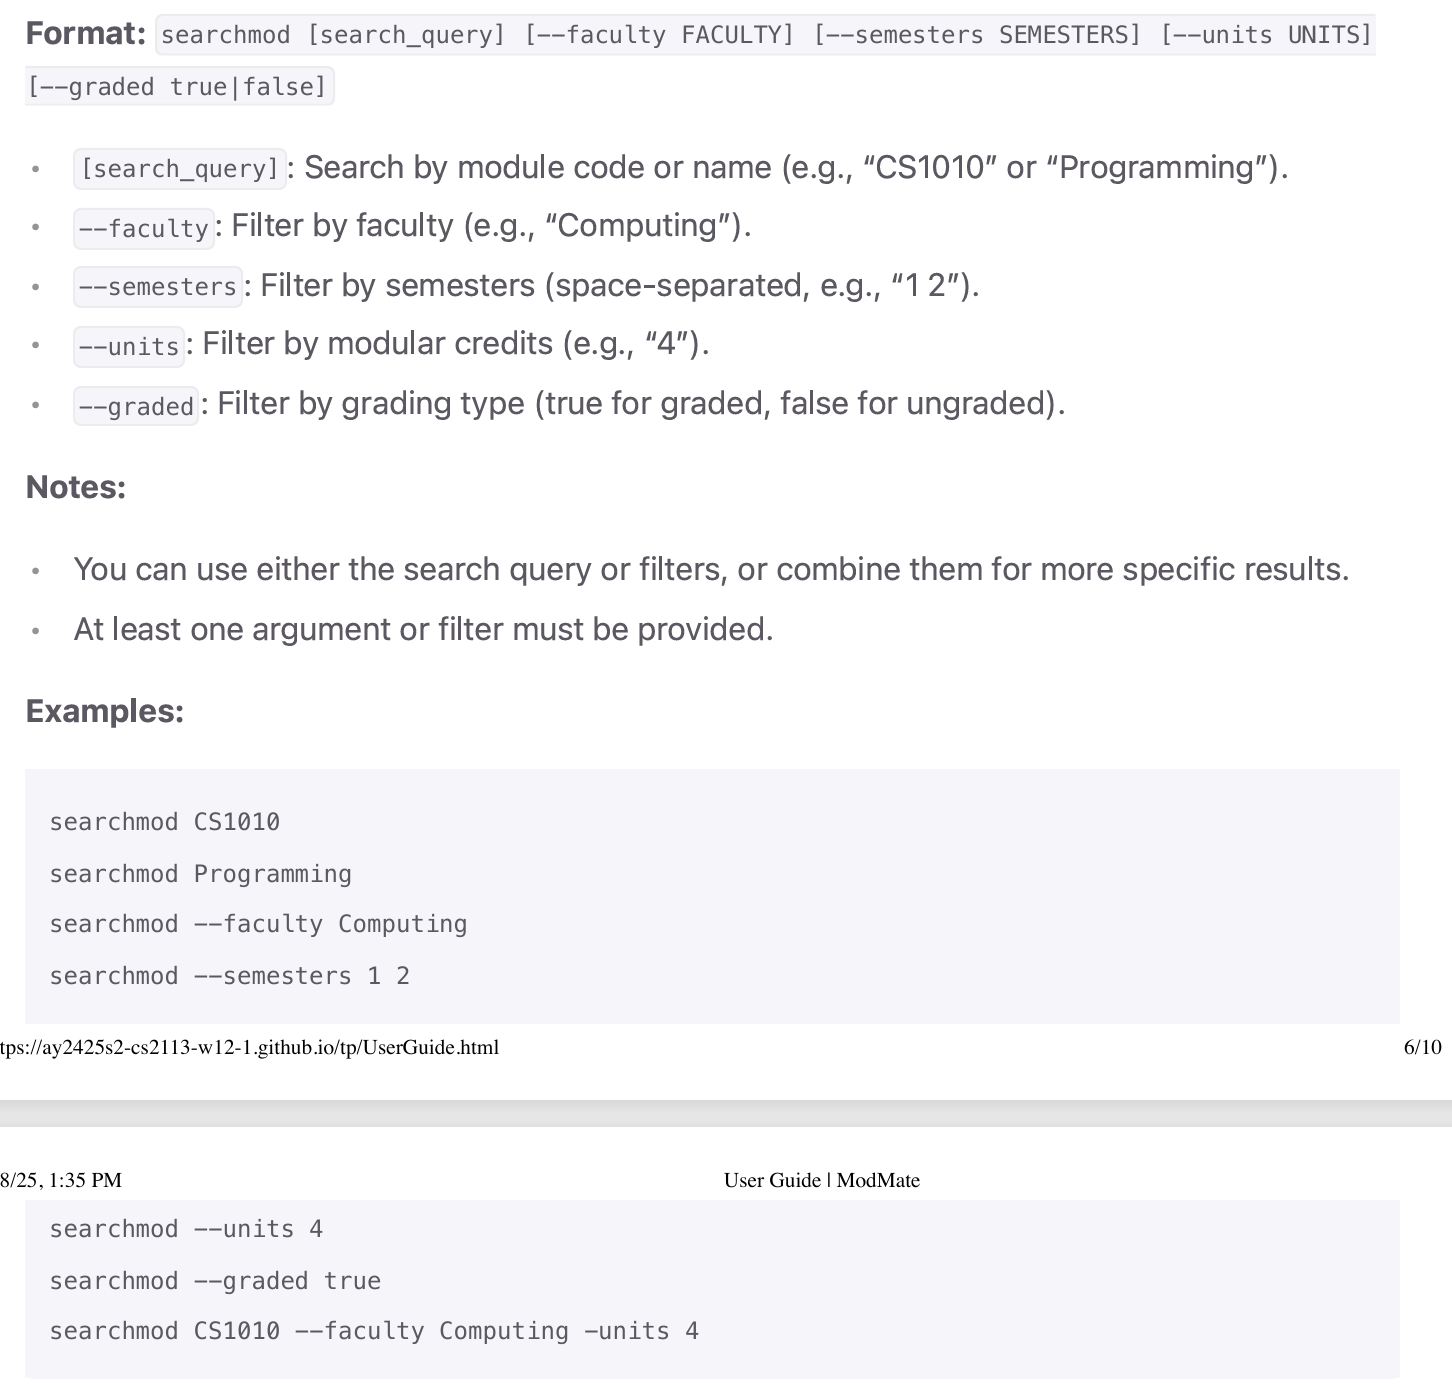 Format: searchmod [search_query] [--faculty FACULTY] [--semesters SEMESTERS] [--units UNITS]
[--graded true|false]
• [search_query]: Search by module code or name (e.g., “CS1010” or “Programming”).
• --faculty: Filter by faculty (e.g., “Computing”).
• --semesters: Filter by semesters (space-separated, e.g., “1 2”).
• --units: Filter by modular credits (e.g., “4”).
• --graded: Filter by grading type (true for graded, false for ungraded).
Notes:
• You can use either the search query or filters, or combine them for more specific results.
• At least one argument or filter must be provided.
Examples:
searchmod CS1010
searchmod Programming
searchmod --faculty Computing
searchmod --semesters 1 2
tps://ay2425s2-cs2113-w12-1.github.io/tp/UserGuide.html 6/10
8/25, 1:35 PM User Guide | ModMate
searchmod --units 4
searchmod --graded true
searchmod CS1010 --faculty Computing -units 4